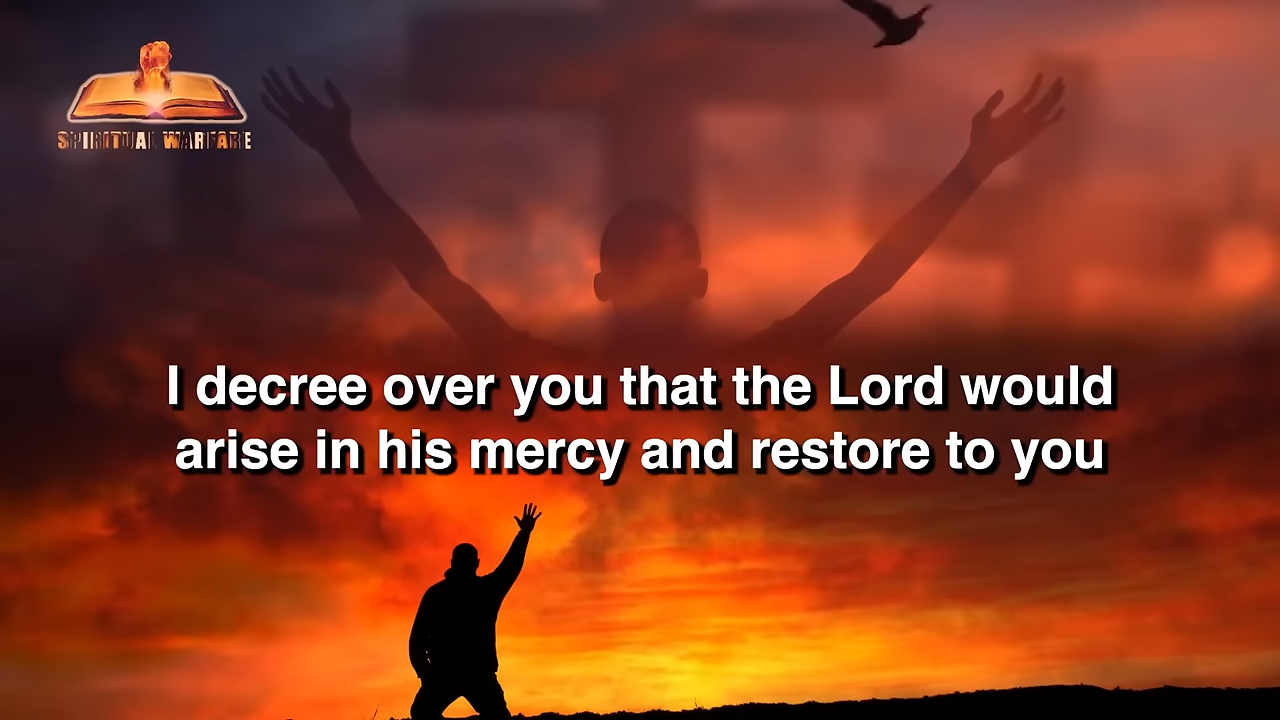 SPIRITUAL WARFARE
I decree over you that the Lord would
arise in his mercy and restore to you